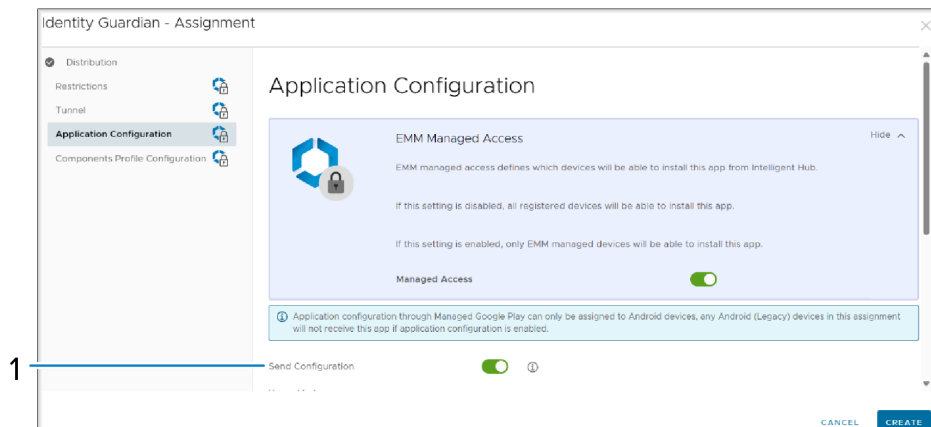 Identity Guardian - Assignment
Distribution
Restrictions
Tunnel
Application Configuration
Components Profile Configuration
Application Configuration
EMM Managed Access
Hide
EMM managed access defines which devices will be able to install this app from Intelligent Hub.
If this setting is disabled, all registered devices will be able to install this app.
If this setting is enabled, only EMM managed devices will be able to install this app.
Managed Access
Application configuration through Managed Google Play can only be assigned to Android devices, any Android (Legacy) devices in this assignment
will not receive this app if application configuration is enabled.
1
Send Configuration
CANCEL
CREATE